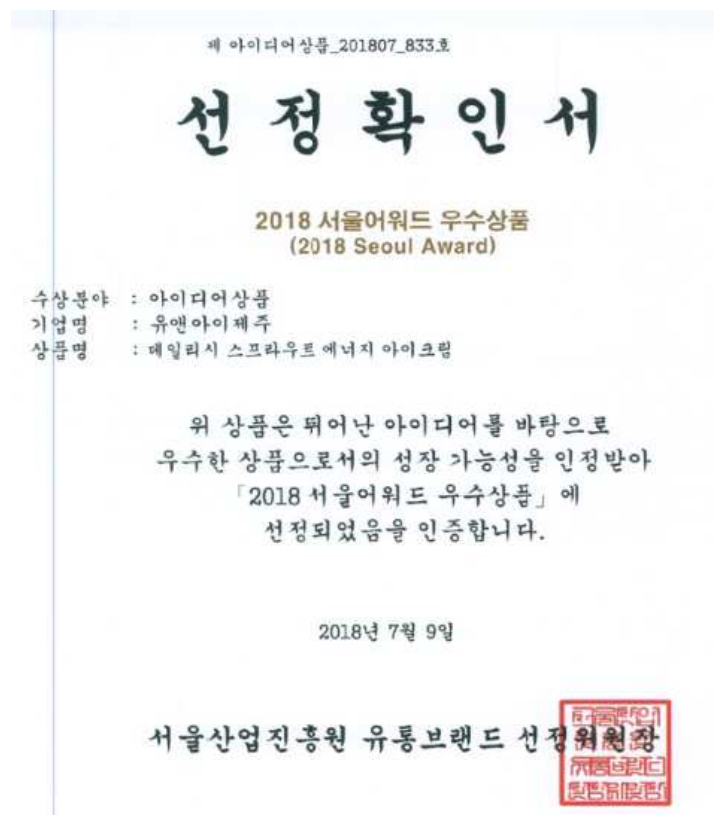 제 아이디어상품_201807_833호
선정확인서
2018 서울어워드 우수상품
(2018 Seoul Award)
수상분야 : 아이디어상품
기업명 : 유앤아이제주
상품명 : 데일리시 스프라우트 에너지 아이크림
위 상품은 뛰어난 아이디어를 바탕으로
우수한 상품으로서의 성장 가능성을 인정받아
「2018 서울어워드 우수상품」에
선정되었음을 인증합니다.
2018년 7월 9일
서울산업진흥원 유통브랜드 선정위원장